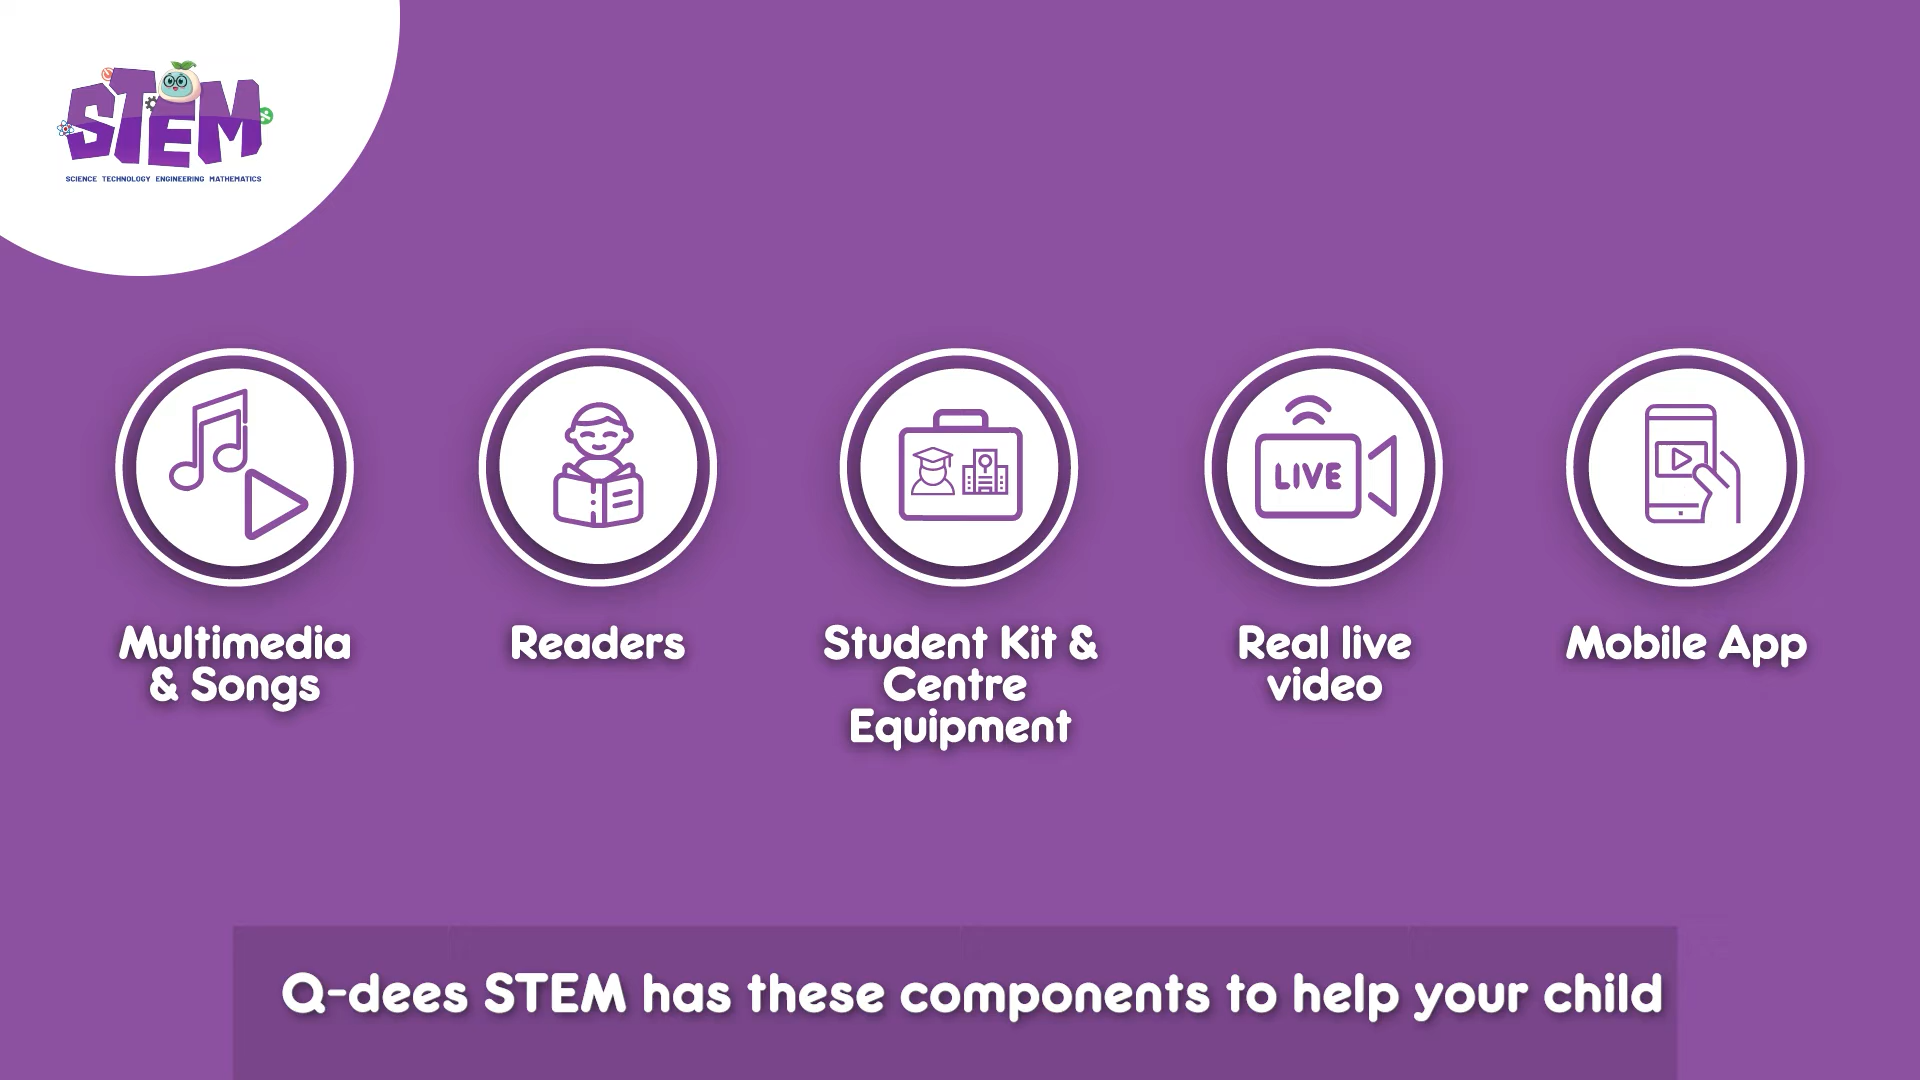 STEM
SCIENCE TECHNOLOGY ENGINEERING MATHEMATICS
LIVE
Multimedia
& Songs
Readers
Student Kit &
Centre
Equipment
Real live
video
Mobile App
Q-dees STEM has these components to help your child